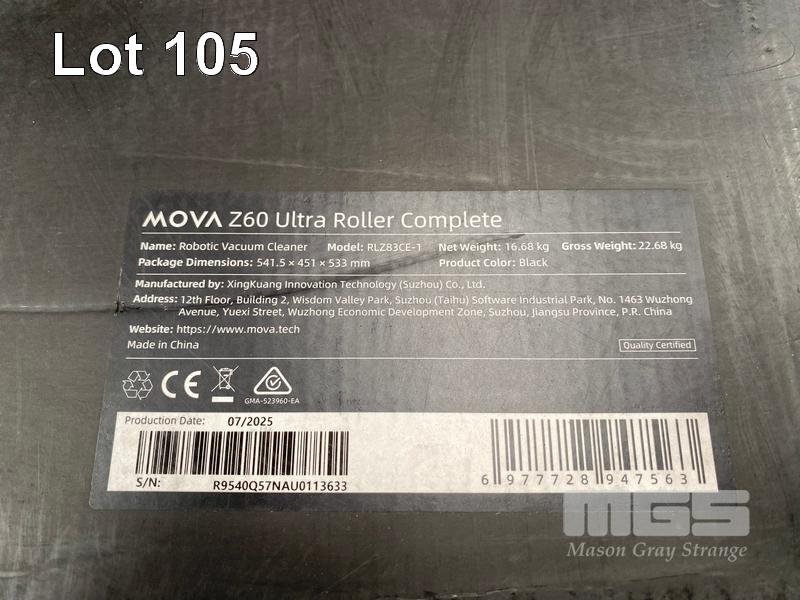 Lot 105
MOVA Z60 Ultra Roller Complete
Name: Robotic Vacuum Cleaner Model: RLZ83CE-1 Net Weight: 16.68 kg Gross Weight: 22.68 kg
Package Dimensions: 541.5 × 451 × 533 mm Product Color: Black
Manufactured by: XingKuang Innovation Technology (Suzhou) Co., Ltd.
Address: 12th Floor, Building 2, Wisdom Valley Park, Suzhou (Taihu) Software Industrial Park, No. 1463 Wuzhong
Avenue, Yuexi Street, Wuzhong Economic Development Zone, Suzhou, Jiangsu Province, P.R. China
Website: https://www.mova.tech
Made in China
Quality Certified
CE
GMA-523960-EA
Production Date: 07/2025
S/N: R9540Q57NAU0113633
6 977728 947563
MGS
Mason Gray Strange